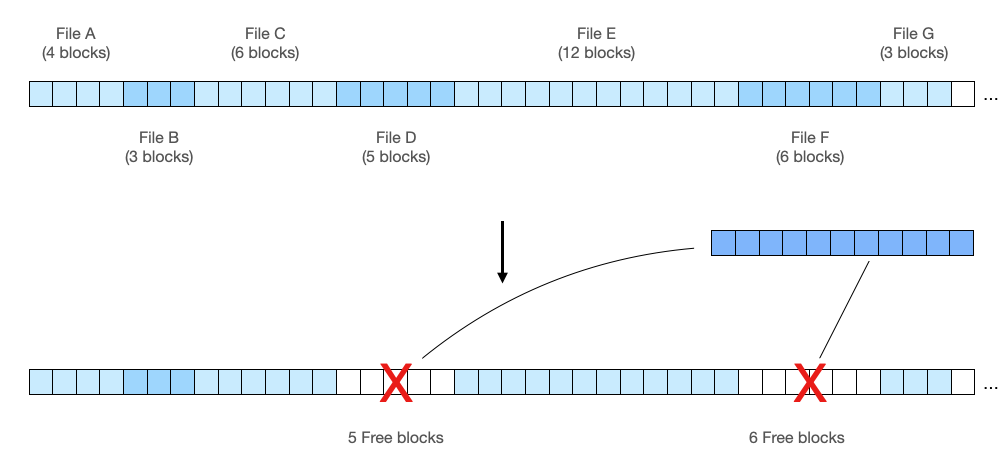 File A
(4 blocks)
File C
(6 blocks)
File E
(12 blocks)
File G
(3 blocks)
...
File B
(3 blocks)
File D
(5 blocks)
File F
(6 blocks)
X
X
...
5 Free blocks
6 Free blocks